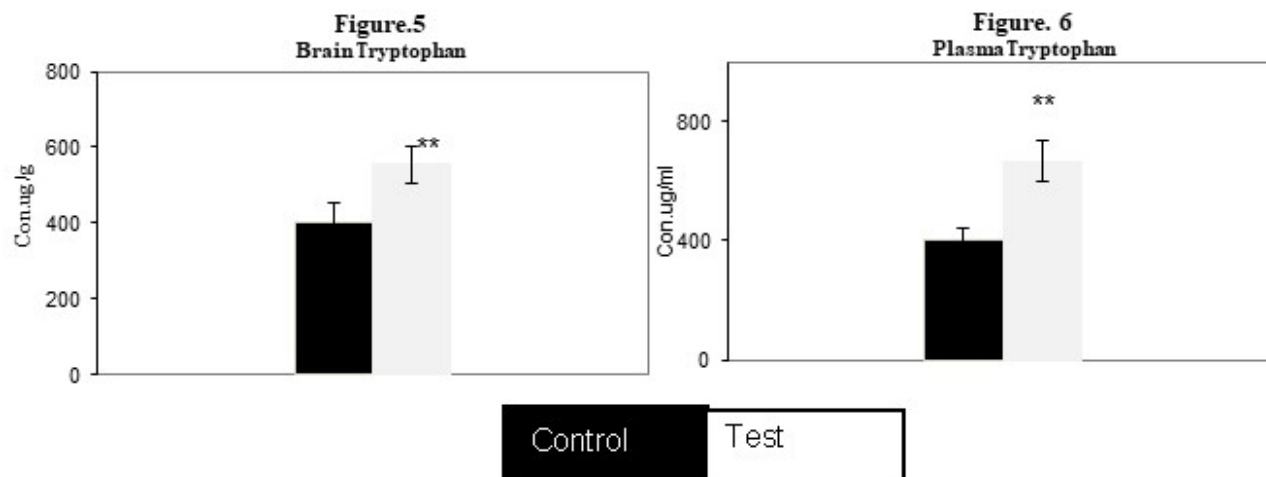 Figure.5
Brain Tryptophan
800
600
400
200
0
Con.ug/g
**
Figure. 6
Plasma Tryptophan
800
400
0
Con.ug/ml
**
Control
Test